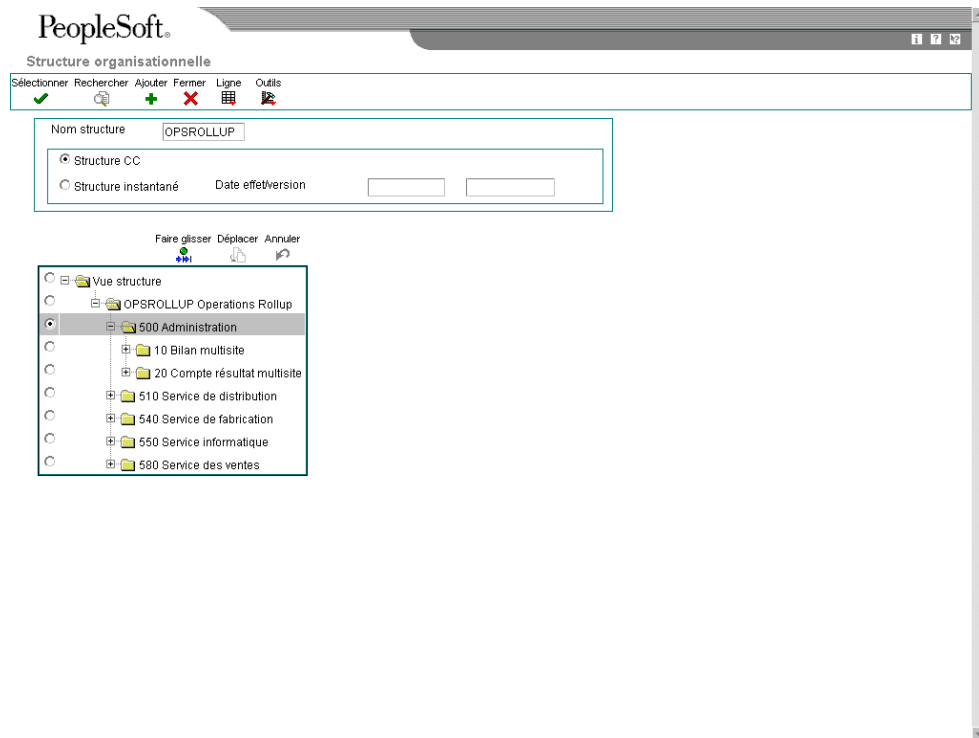 PeopleSoft®
Structure organisationnelle
Sélectionner Rechercher Ajouter Fermer Ligne Outils
Nom structure OPSROLLUP
Structure CC
Structure instantané Date effet/version
Faire glisser Déplacer Annuler
Vue structure
OPSROLLUP Operations Rollup
500 Administration
10 Bilan multisite
20 Compte résultat multisite
510 Service de distribution
540 Service de fabrication
550 Service informatique
580 Service des ventes